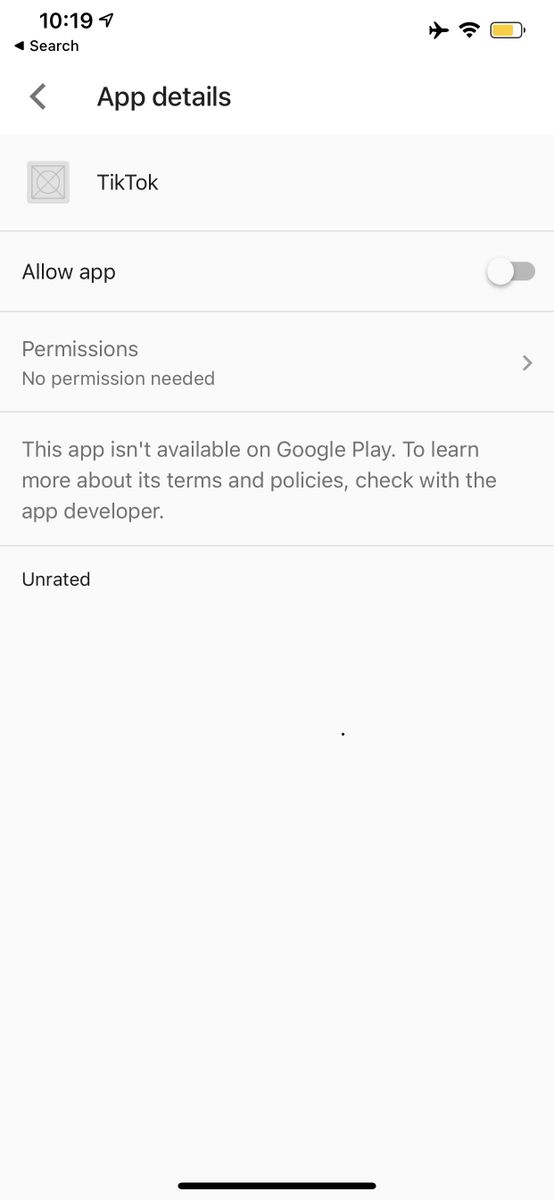 10:19
◀ Search
App details
TikTok
Allow app
Permissions
No permission needed
This app isn't available on Google Play. To learn
more about its terms and policies, check with the
app developer.
Unrated